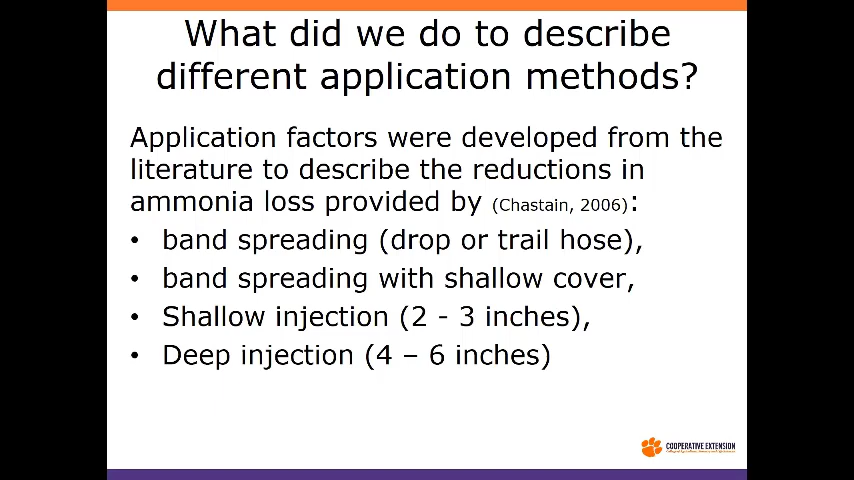 What did we do to describe
different application methods?
Application factors were developed from the
literature to describe the reductions in
ammonia loss provided by (Chastain, 2006):
• band spreading (drop or trail hose),
• band spreading with shallow cover,
• Shallow injection (2 - 3 inches),
• Deep injection (4 – 6 inches)
COOPERATIVE EXTENSION